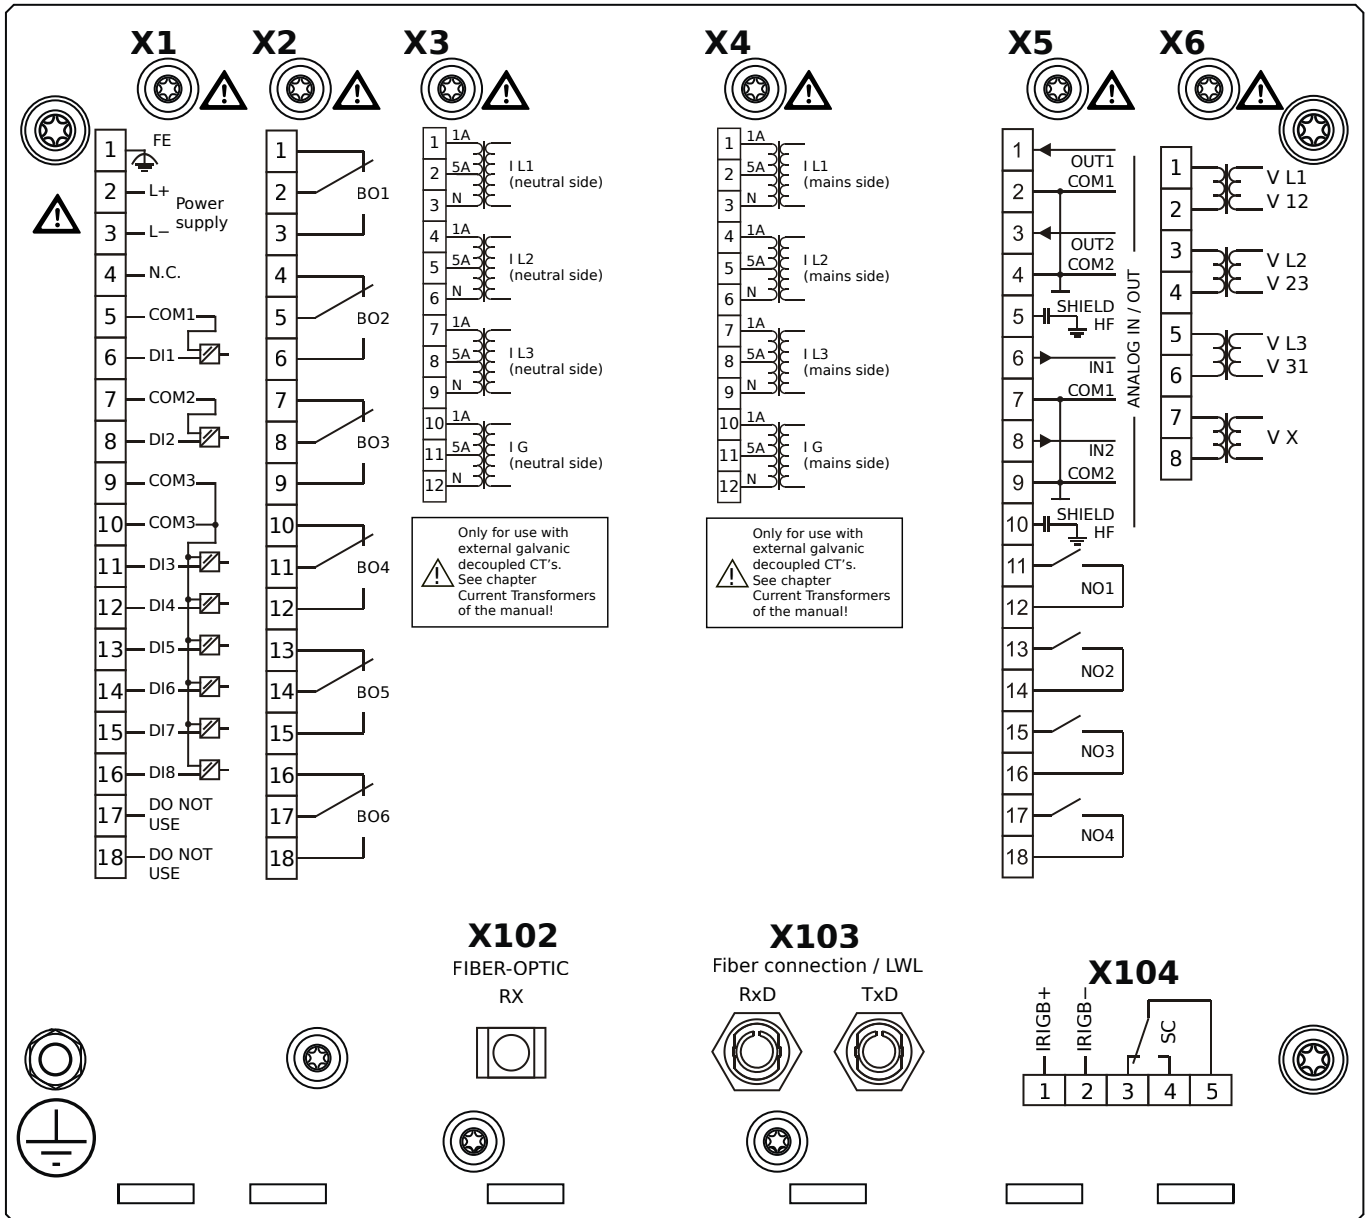 X1
1
FE
2
L+
Power
supply
3
L−
4
N.C.
5
COM1
6
DI1
7
COM2
8
DI2
9
COM3
10
COM3
11
DI3
12
DI4
13
DI5
14
DI6
15
DI7
16
DI8
17
DO NOT
USE
18
DO NOT
USE
X2
1
2
BO1
3
4
5
BO2
6
7
8
BO3
9
10
11
BO4
12
13
14
BO5
15
16
17
BO6
18
X3
1 1A
2 5A
3 N
I L1
(neutral side)
4 1A
5 5A
6 N
I L2
(neutral side)
7 1A
8 5A
9 N
I L3
(neutral side)
10 1A
11 5A
12 N
I G
(neutral side)
Only for use with
external galvanic
decoupled CT's.
See chapter
Current Transformers
of the manual!
X4
1 1A
2 5A
3 N
I L1
(mains side)
4 1A
5 5A
6 N
I L2
(mains side)
7 1A
8 5A
9 N
I L3
(mains side)
10 1A
11 5A
12 N
I G
(mains side)
Only for use with
external galvanic
decoupled CT's.
See chapter
Current Transformers
of the manual!
X5
1
OUT1
2
COM1
3
OUT2
4
COM2
5
SHIELD
HF
6
IN1
7
COM1
8
IN2
9
COM2
10
SHIELD
HF
ANALOG IN / OUT
11
NO1
12
13
NO2
14
15
NO3
16
17
NO4
18
X6
1
V L1
2
V 12
3
V L2
4
V 23
5
V L3
6
V 31
7
V X
8
X102
FIBER-OPTIC
RX
X103
Fiber connection / LWL
RxD TxD
X104
IRIGB+
IRIGB−
SC
1 2 3 4 5